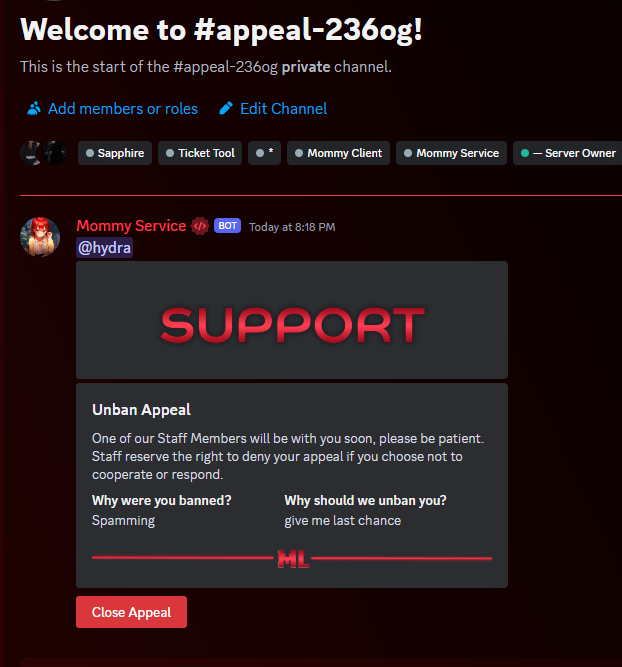 Welcome to #appeal-236og!
This is the start of the #appeal-236og private channel.
Add members or roles Edit Channel
Sapphire Ticket Tool * Mommy Client Mommy Service — Server Owner
Mommy Service BOT Today at 8:18 PM
@hydra
SUPPORT
Unban Appeal
One of our Staff Members will be with you soon, please be patient.
Staff reserve the right to deny your appeal if you choose not to
cooperate or respond.
Why were you banned? Why should we unban you?
Spamming give me last chance
ML
Close Appeal